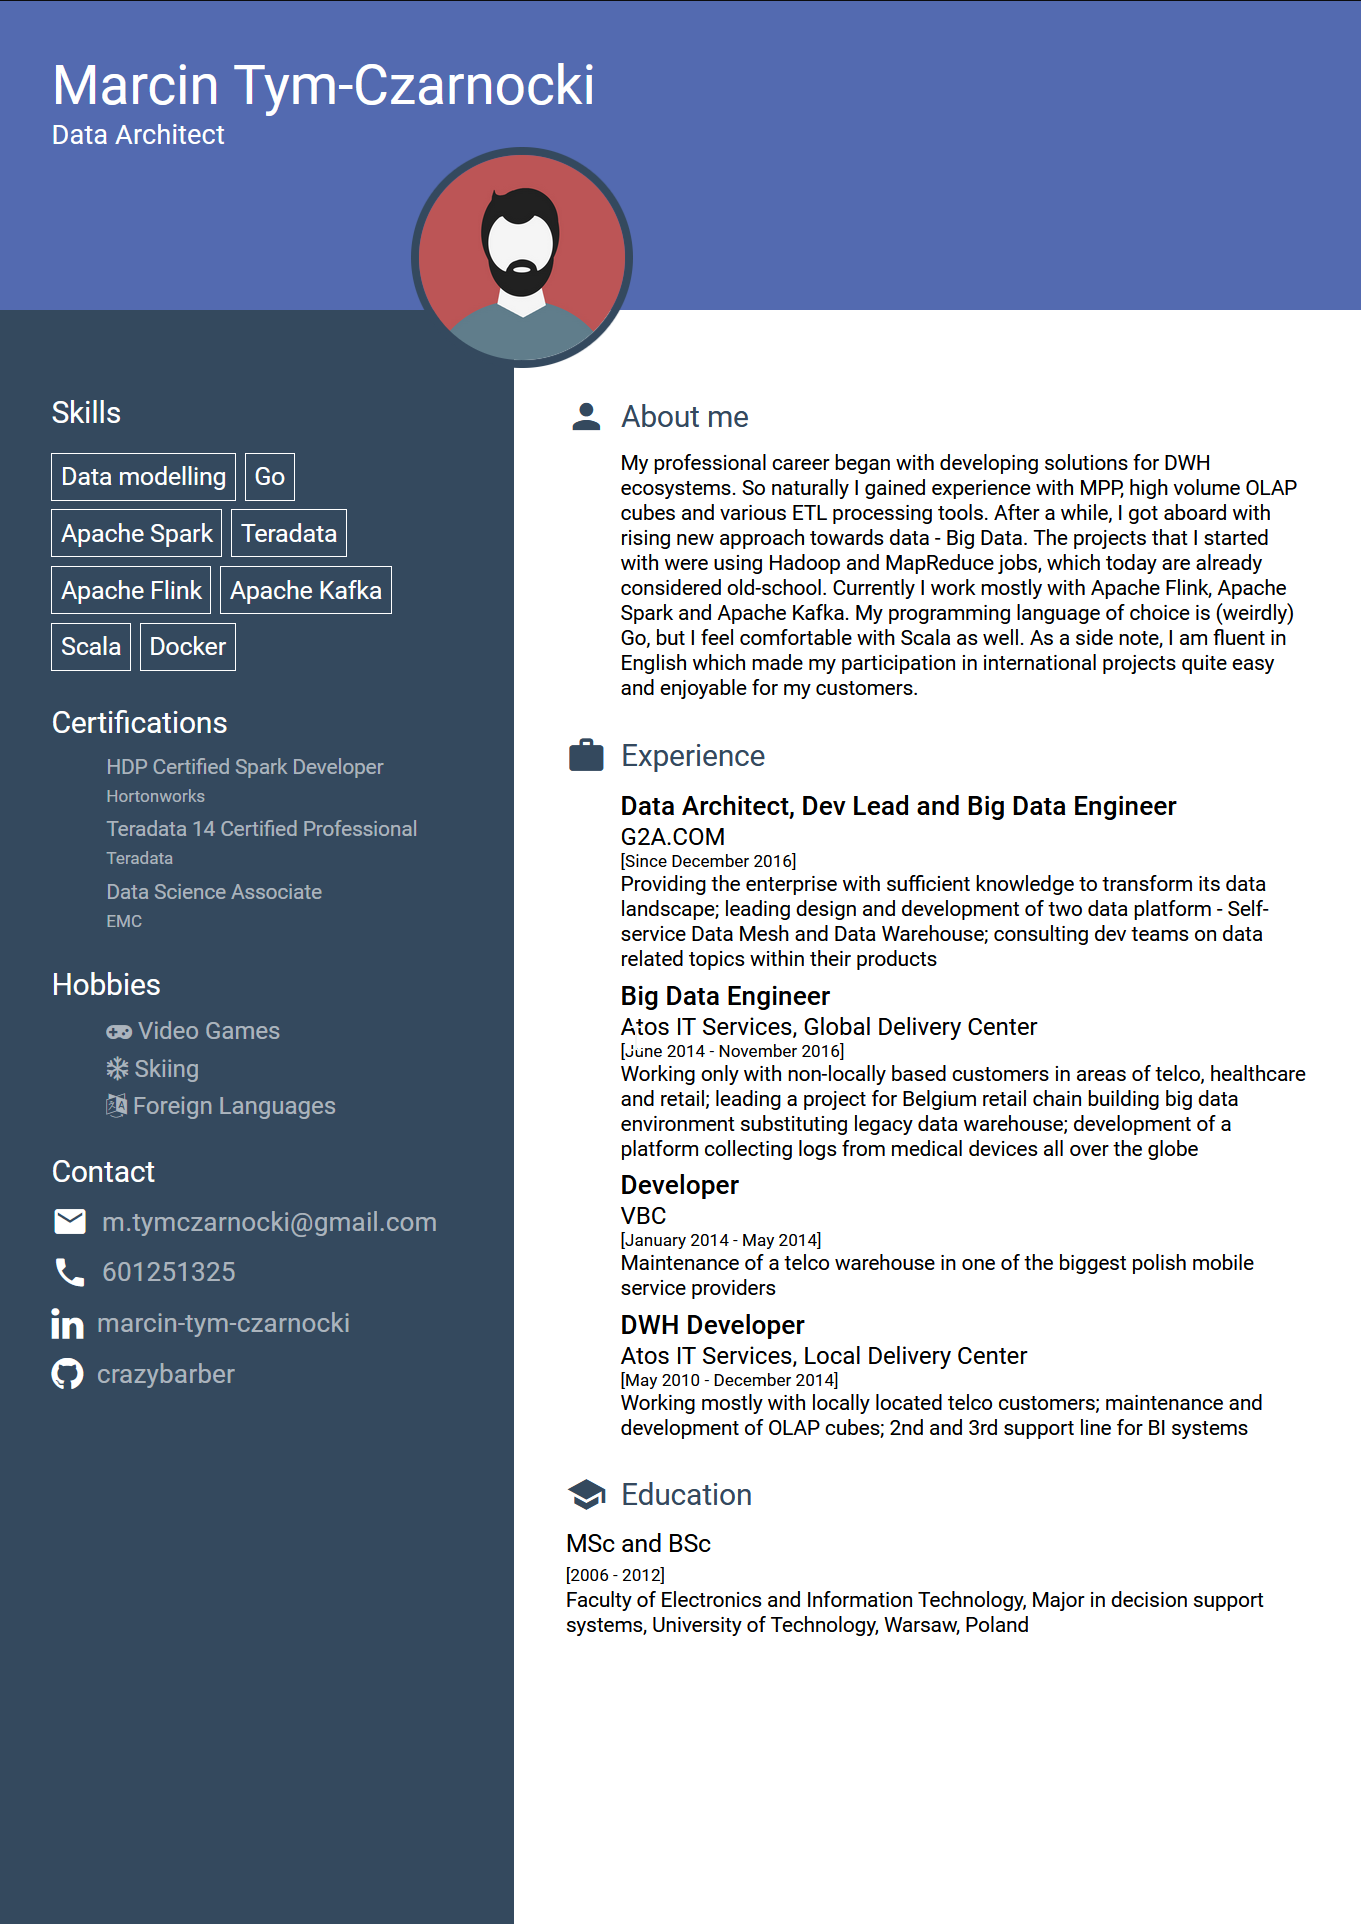 Marcin Tym-Czarnocki
Data Architect
Skills
Data modelling Go
Apache Spark Teradata
Apache Flink Apache Kafka
Scala Docker
Certifications
HDP Certified Spark Developer
Hortonworks
Teradata 14 Certified Professional
Teradata
Data Science Associate
EMC
Hobbies
Video Games
Skiing
Foreign Languages
Contact
m.tymczarnocki@gmail.com
601251325
marcin-tym-czarnocki
crazybarber
About me
My professional career began with developing solutions for DWH
ecosystems. So naturally I gained experience with MPP, high volume OLAP
cubes and various ETL processing tools. After a while, I got aboard with
rising new approach towards data - Big Data. The projects that I started
with were using Hadoop and MapReduce jobs, which today are already
considered old-school. Currently I work mostly with Apache Flink, Apache
Spark and Apache Kafka. My programming language of choice is (weirdly)
Go, but I feel comfortable with Scala as well. As a side note, I am fluent in
English which made my participation in international projects quite easy
and enjoyable for my customers.
Experience
Data Architect, Dev Lead and Big Data Engineer
G2A.COM
[Since December 2016]
Providing the enterprise with sufficient knowledge to transform its data
landscape; leading design and development of two data platform - Self-
service Data Mesh and Data Warehouse; consulting dev teams on data
related topics within their products
Big Data Engineer
Atos IT Services, Global Delivery Center
[June 2014 - November 2016]
Working only with non-locally based customers in areas of telco, healthcare
and retail; leading a project for Belgium retail chain building big data
environment substituting legacy data warehouse; development of a
platform collecting logs from medical devices all over the globe
Developer
VBC
[January 2014 - May 2014]
Maintenance of a telco warehouse in one of the biggest polish mobile
service providers
DWH Developer
Atos IT Services, Local Delivery Center
[May 2010 - December 2014]
Working mostly with locally located telco customers; maintenance and
development of OLAP cubes; 2nd and 3rd support line for BI systems
Education
MSc and BSc
[2006 - 2012]
Faculty of Electronics and Information Technology, Major in decision support
systems, University of Technology, Warsaw, Poland